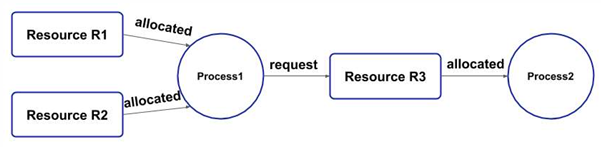 allocated
Resource R1
Process1
request
Resource R3
allocated
Process2
allocated
Resource R2